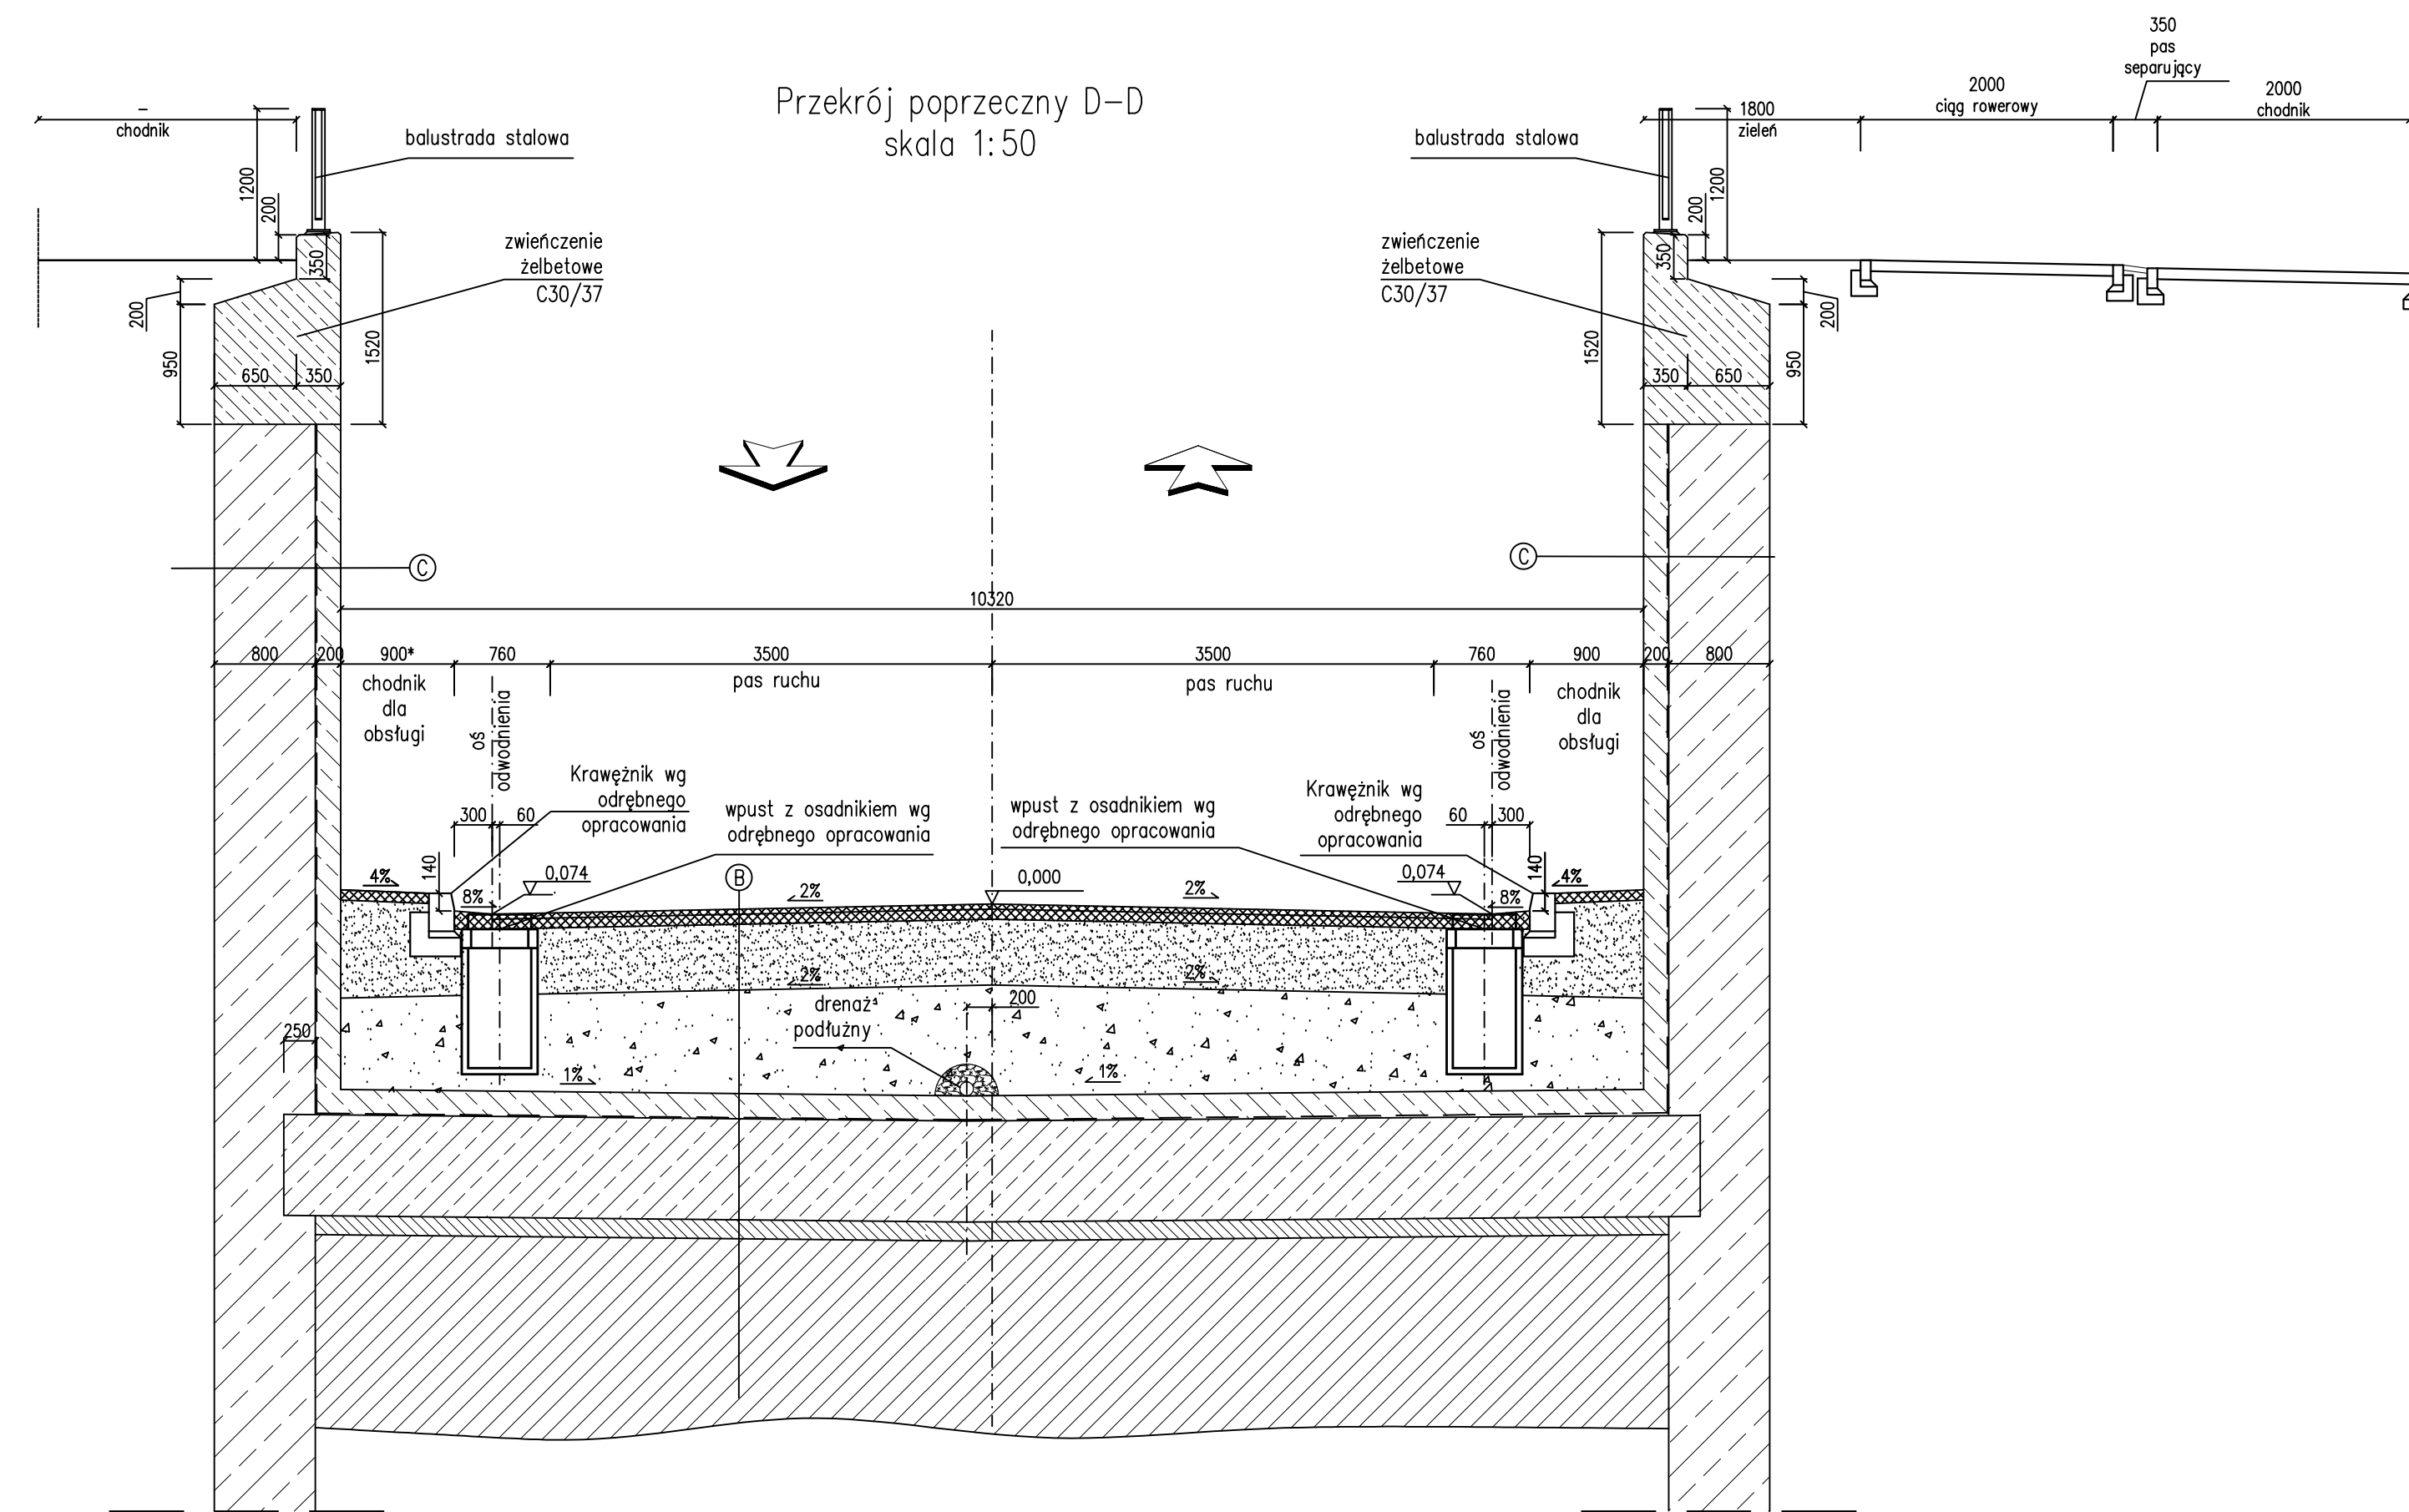 Przekrój poprzeczny D-D
skala 1:50
350
pas
separujący
2000
ciąg rowerowy
2000
chodnik
1800
zieleń
–
chodnik
balustrada stalowa
balustrada stalowa
1200
200
350
1200
200
350
zwieńczenie
żelbetowe
C30/37
zwieńczenie
żelbetowe
C30/37
200
950
1520
650
350
1520
350
650
200
950
C
C
10320
800
200
900*
760
3500
3500
760
900
200
800
chodnik
dla
obsługi
pas ruchu
pas ruchu
chodnik
dla
obsługi
oś
odwodnienia
oś
odwodnienia
Krawężnik wg
odrębnego
opracowania
wpust z osadnikiem wg
odrębnego opracowania
wpust z osadnikiem wg
odrębnego opracowania
Krawężnik wg
odrębnego
opracowania
300
60
60
300
140
140
4%
8%
0,074
B
2%
0,000
2%
0,074
8%
4%
2%
2%
drenaż
podłużny
200
250
1%
1%